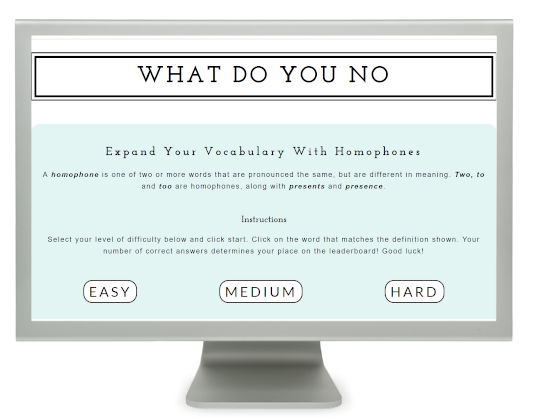 WHAT DO YOU NO
Expand Your Vocabulary With Homophones
A homophone is one of two or more words that are pronounced the same, but are different in meaning. Two, to
and too are homophones, along with presents and presence.
Instructions
Select your level of difficulty below and click start. Click on the word that matches the definition shown. Your
number of correct answers determines your place on the leaderboard! Good luck!
EASY MEDIUM HARD